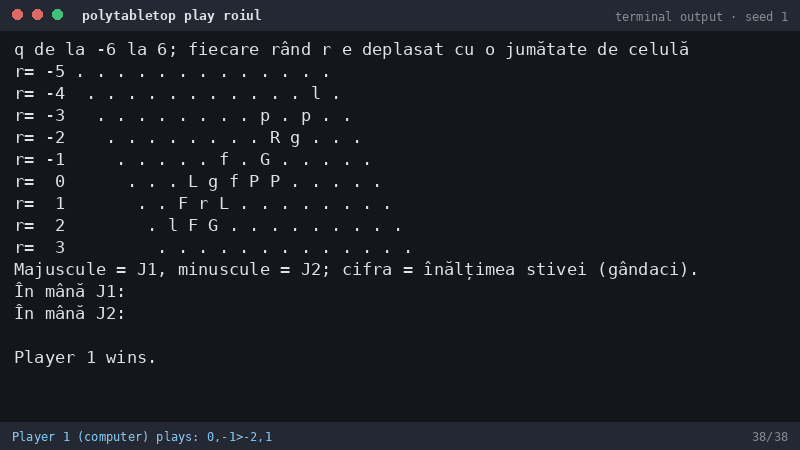 polytabletop play roiul
terminal output · seed 1
q de la -6 la 6; fiecare rând r e deplasat cu o jumătate de celulă
r= -5 . . . . . . . . . . . . .
r= -4  . . . . . . . . . . . l .
r= -3   . . . . . . . . p . p . .
r= -2    . . . . . . . . R g . . .
r= -1     . . . . . f . G . . . . .
r=  0      . . . L g f P P . . . . .
r=  1       . . F r L . . . . . . . .
r=  2        . l F G . . . . . . . . .
r=  3         . . . . . . . . . . . . .
Majuscule = J1, minuscule = J2; cifra = înălțimea stivei (gândaci).
În mână J1:
În mână J2:
Player 1 wins.
Player 1 (computer) plays: 0,-1>-2,1
38/38